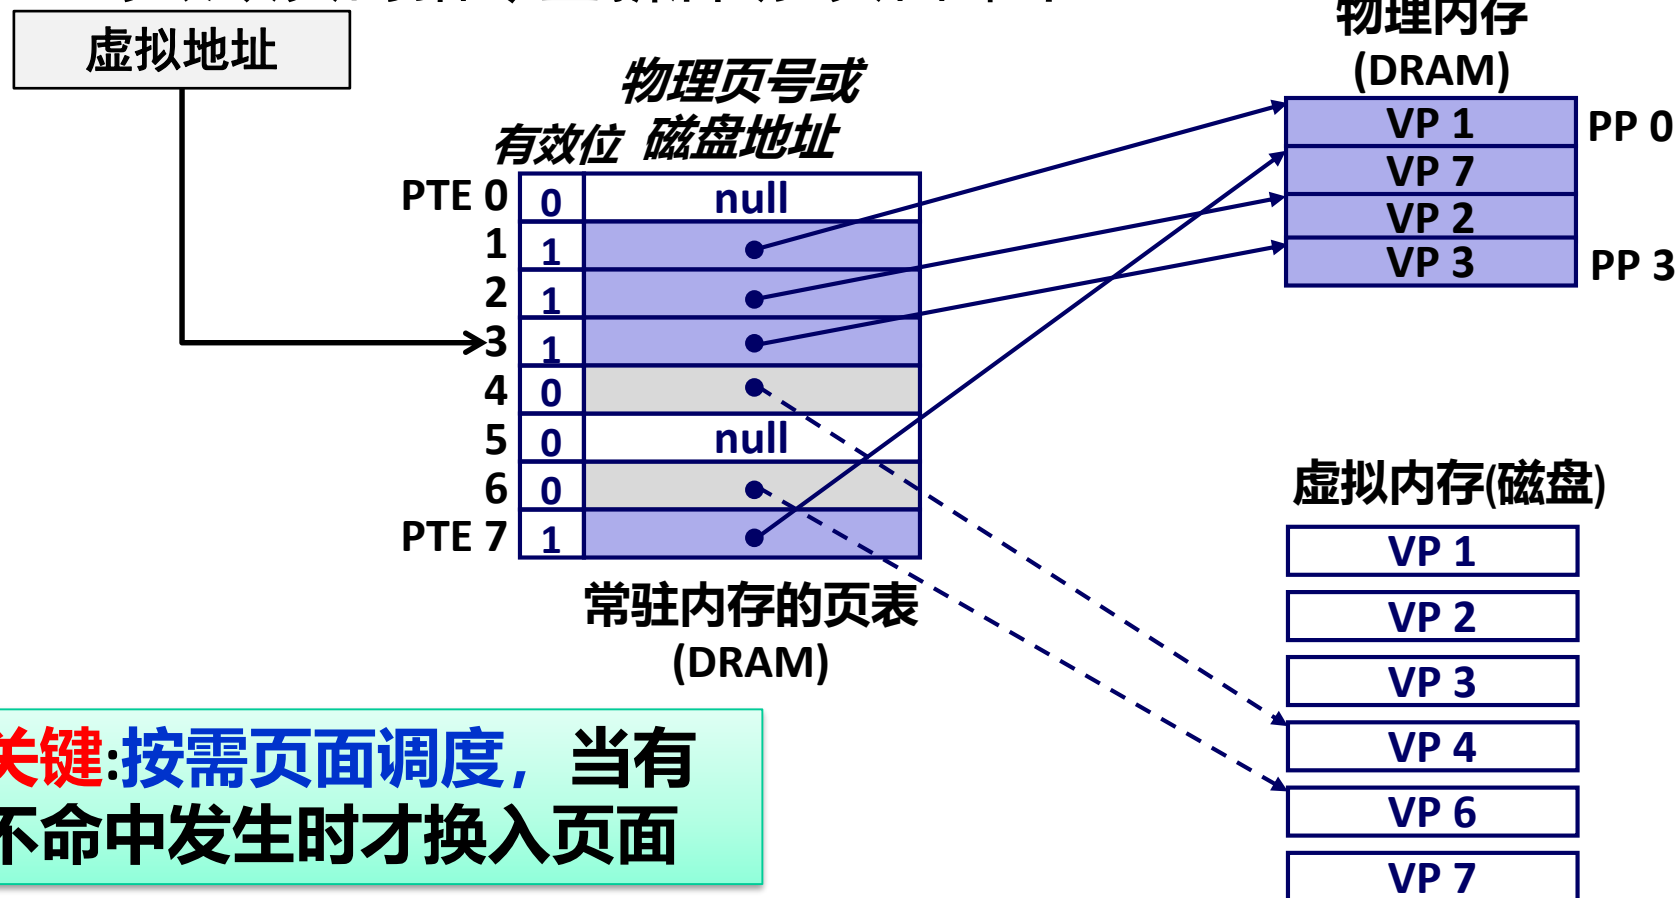 虚拟地址
物理页号或
磁盘地址
有效位
PTE 0 0 null
1 1
2 1
3 1
4 0
5 0 null
6 0
PTE 7 1
常驻内存的页表
(DRAM)
物理内存
(DRAM)
VP 1 PP 0
VP 7
VP 2
VP 3 PP 3
虚拟内存(磁盘)
VP 1
VP 2
VP 3
VP 4
VP 6
VP 7
关键:按需页面调度，当有
不命中发生时才换入页面